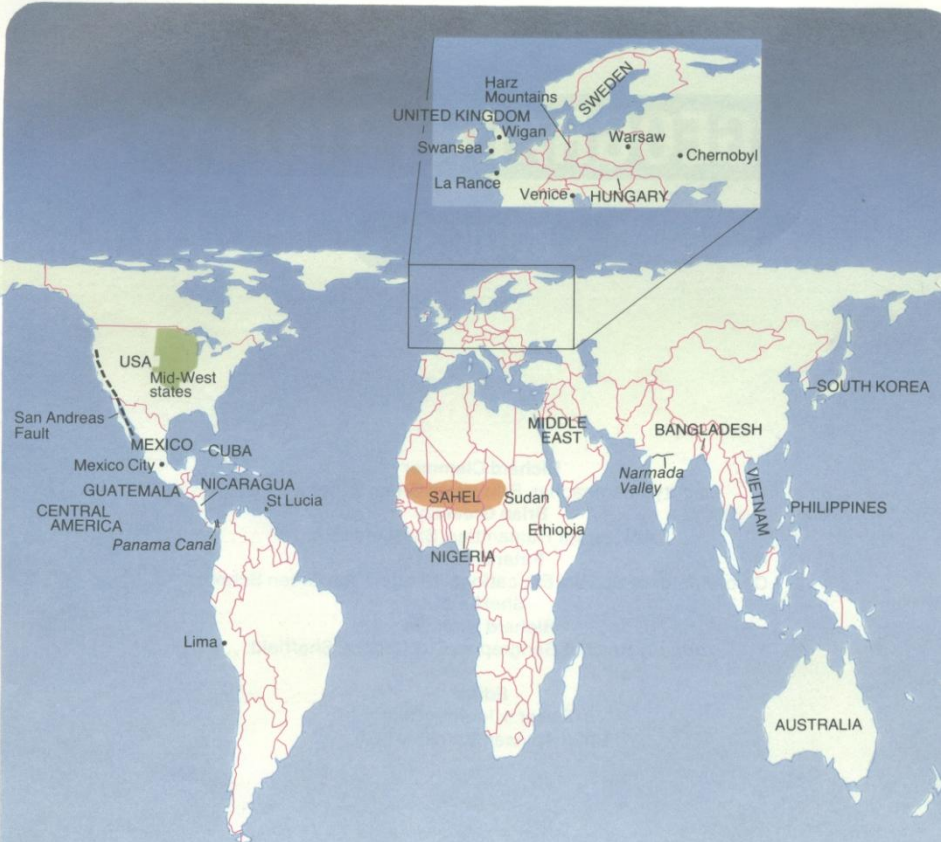 Harz
Mountains
SWEDEN
UNITED KINGDOM
Wigan
Warsaw
Swansea
Chernobyl
La Rance
Venice
HUNGARY
USA
Mid-West
states
SOUTH KOREA
San Andreas
Fault
MIDDLE
EAST
BANGLADESH
MEXICO
CUBA
Mexico City
Narmada
Valley
VIETNAM
GUATEMALA
NICARAGUA
St Lucia
SAHEL
Sudan
PHILIPPINES
CENTRAL
AMERICA
Ethiopia
Panama Canal
NIGERIA
Lima
AUSTRALIA